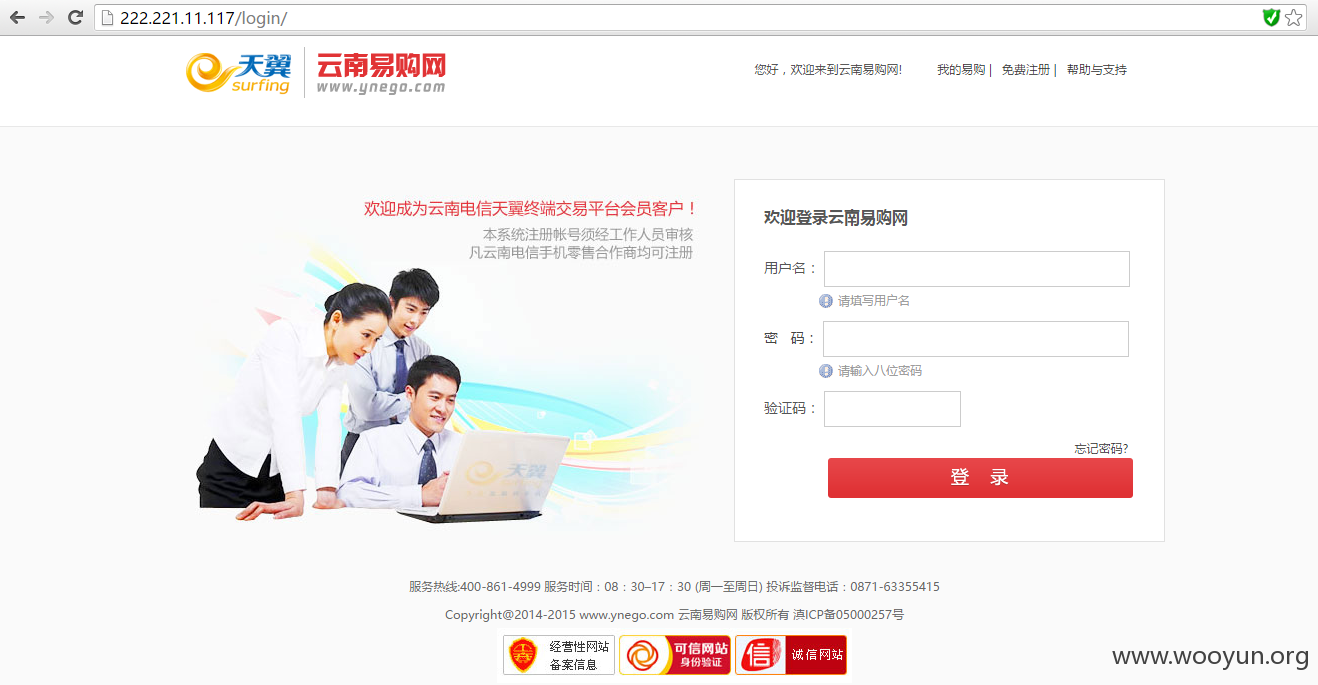 222.221.11.117/login/
天翼
surfing
云南易购网
www.ynego.com
您好，欢迎来到云南易购网! 我的易购 | 免费注册 | 帮助与支持
欢迎成为云南电信天翼终端交易平台会员客户！
本系统注册帐号须经工作人员审核
凡云南电信手机零售合作商均可注册
天翼
欢迎登录云南易购网
用户名：
请填写用户名
密 码：
请输入八位密码
验证码：
忘记密码?
登 录
服务热线:400-861-4999 服务时间：08：30–17：30 (周一至周日) 投诉监督电话：0871-63355415
Copyright@2014-2015 www.ynego.com 云南易购网 版权所有 滇ICP备05000257号
经营性网站
备案信息
可信网站
身份验证
信
诚信网站
www.wooyun.org